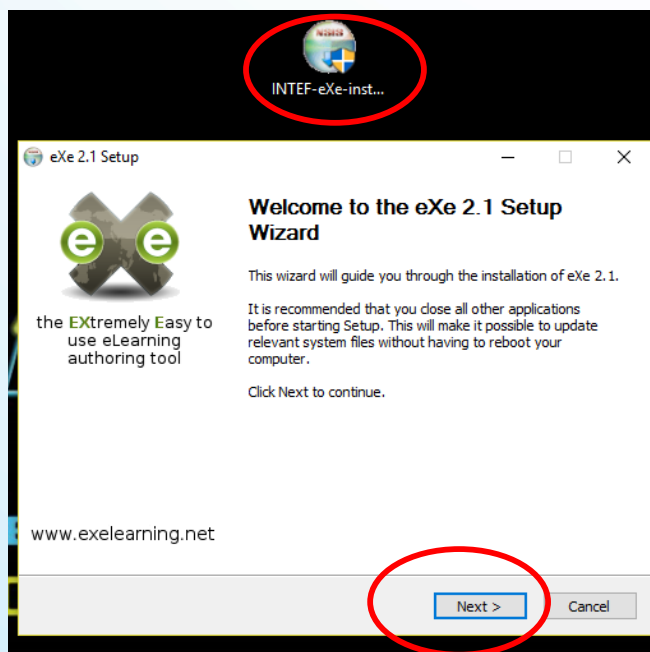 NSIS
INTEF-eXe-inst...
eXe 2.1 Setup
e e
the EXtremely Easy to
use eLearning
authoring tool
Welcome to the eXe 2.1 Setup
Wizard
This wizard will guide you through the installation of eXe 2.1.
It is recommended that you close all other applications
before starting Setup. This will make it possible to update
relevant system files without having to reboot your
computer.
Click Next to continue.
www.exelearning.net
Next >
Cancel